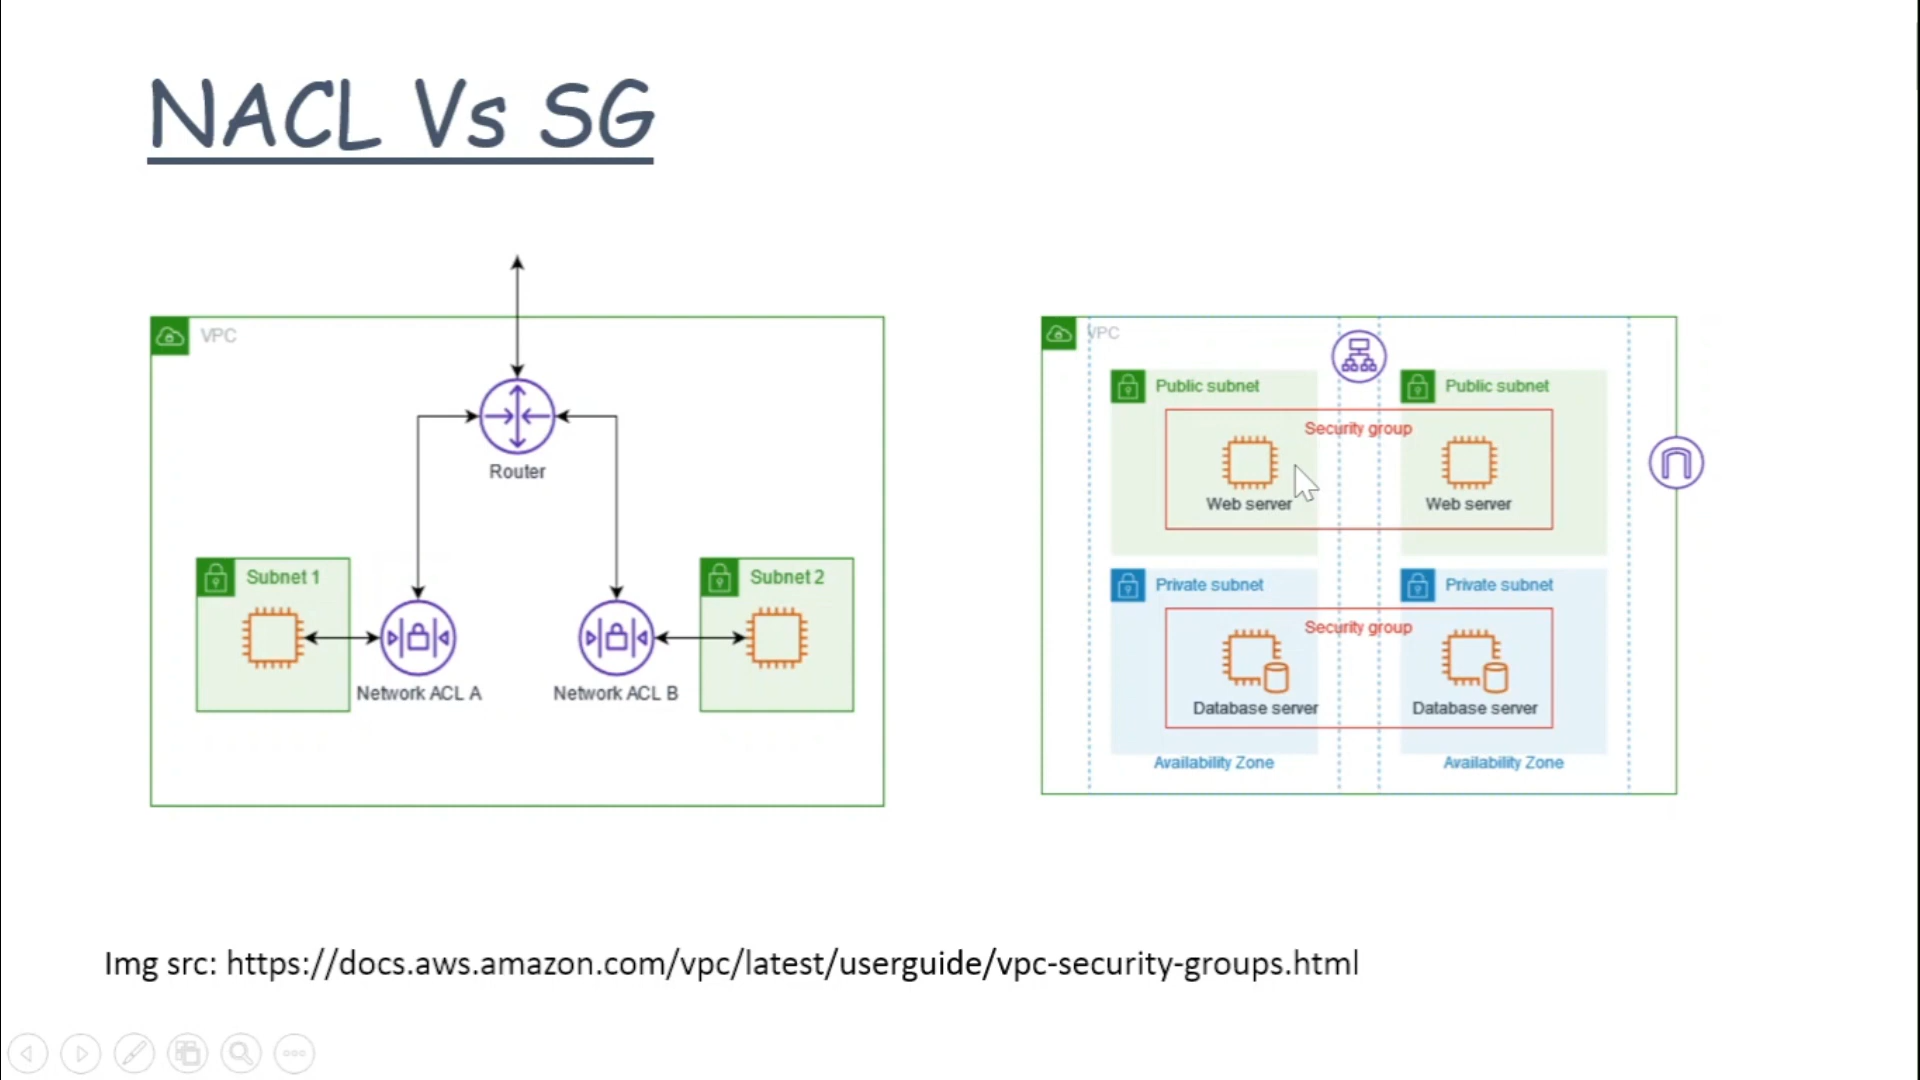 NACL Vs SG
VPC
Router
Subnet 1
Network ACL A
Network ACL B
Subnet 2
VPC
Public subnet
Public subnet
Security group
Web server
Web server
Private subnet
Private subnet
Security group
Database server
Database server
Availability Zone
Availability Zone
Img src: https://docs.aws.amazon.com/vpc/latest/userguide/vpc-security-groups.html